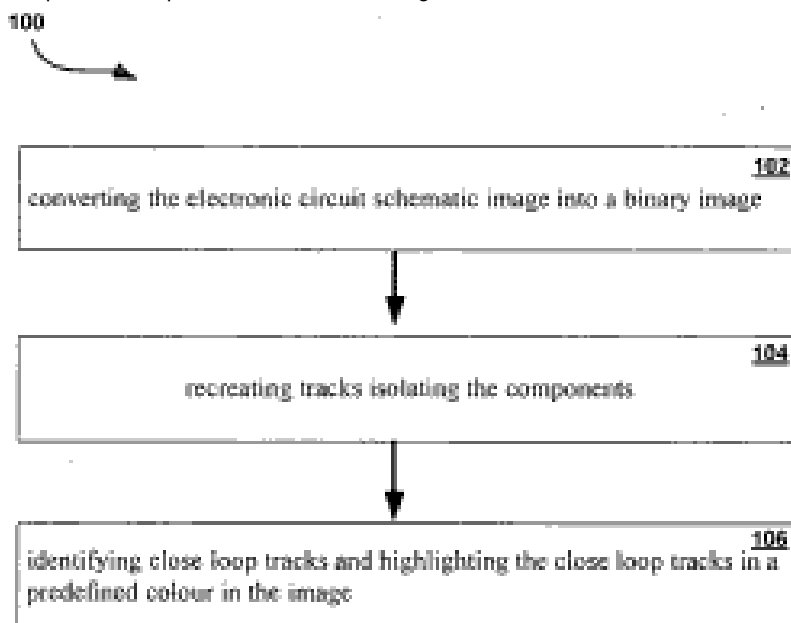 100
102
converting the electronic circuit schematic image into a binary image
104
recreating tracks isolating the components
106
identifying close loop tracks and highlighting the close loop tracks in a
predefined colour in the image